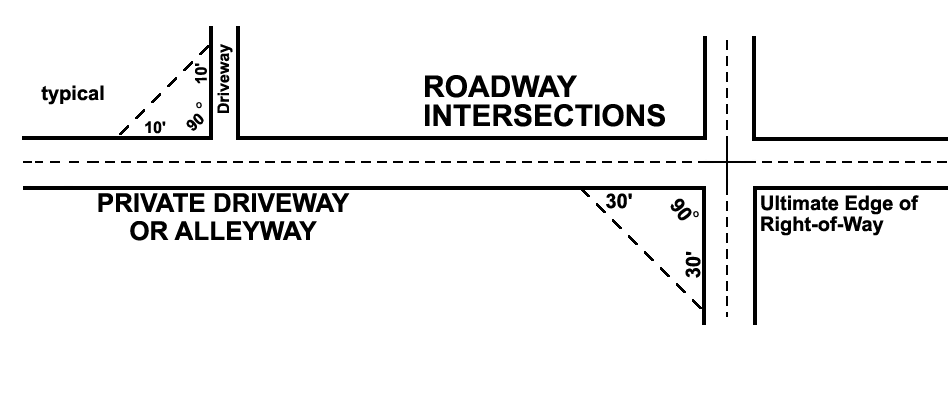 typical
10'
Driveway
10'
90°
ROADWAY
INTERSECTIONS
PRIVATE DRIVEWAY
OR ALLEYWAY
30'
90°
30'
Ultimate Edge of
Right-of-Way